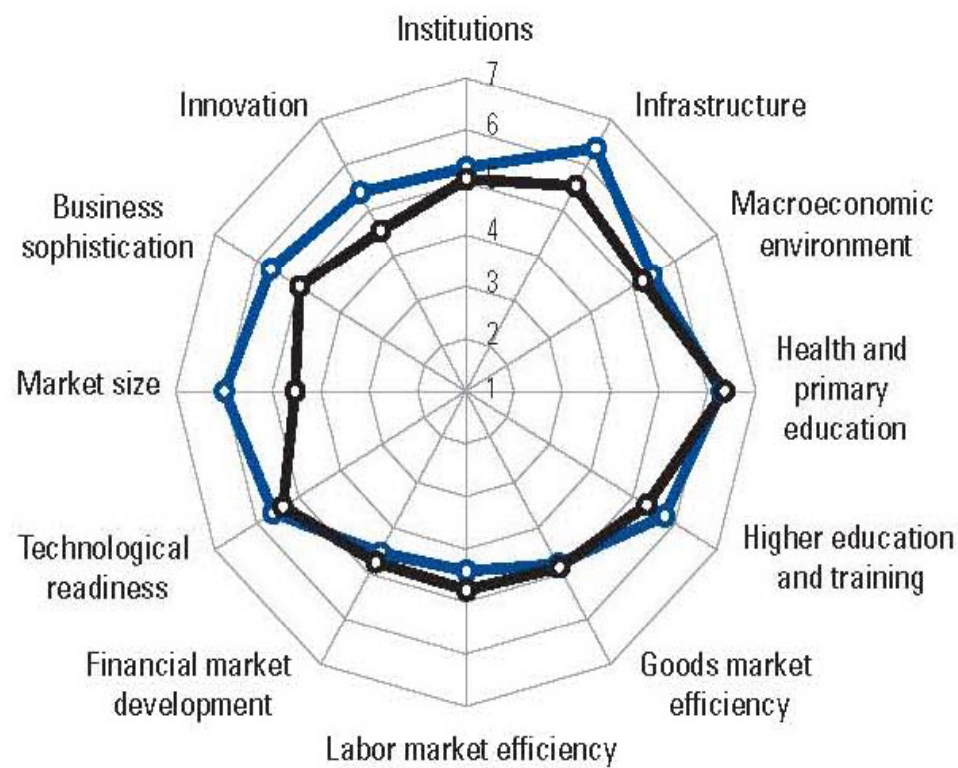 Institutions
7
Infrastructure
Innovation
6
Business
sophistication
5
Macroeconomic
environment
4
3
2
Market size
1
Health and
primary
education
Technological
readiness
Higher education
and training
Financial market
development
Goods market
efficiency
Labor market efficiency